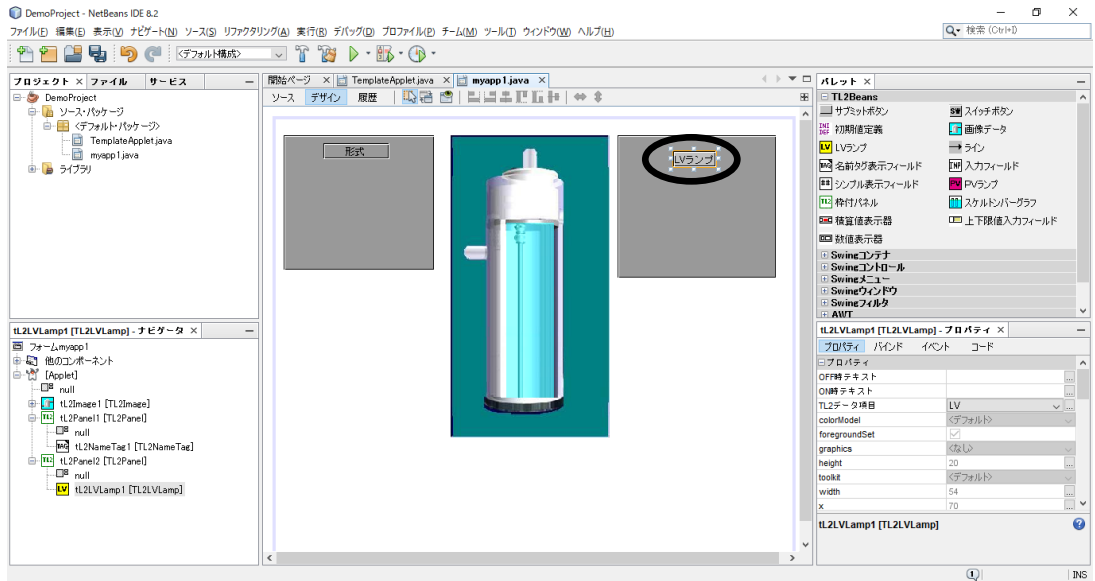 DemoProject - NetBeans IDE 8.2
ファイル(F) 編集(E) 表示(V) ナビゲート(N) ソース(S) リファクタリング(A) 実行(R) デバッグ(D) プロファイル(P) チーム(M) ツール(T) ウィンドウ(W) ヘルプ(H)
検索 (Ctrl+I)
<デフォルト構成>
プロジェクト × ファイル サービス
DemoProject
ソース・パッケージ
<デフォルト・パッケージ>
TemplateApplet.java
myapp1.java
ライブラリ
開始ページ × TemplateApplet.java × myapp1.java ×
ソース デザイン 履歴
形式
LVランプ
パレット ×
TL2Beans
サブミットボタン SW スイッチボタン
INI DEF 初期値定義 画像データ
LV LVランプ ライン
TAG 名前タグ表示フィールド INP 入力フィールド
シンプル表示フィールド PV PVランプ
TL2 枠付パネル スケルトンバーグラフ
積算値表示器 上下限値入力フィールド
数値表示器
Swingコンテナ
Swingコントロール
Swingメニュー
Swingウィンドウ
Swingフィルタ
AWT
tL2LVLamp1 [TL2LVLamp] - ナビゲータ ×
フォームmyapp1
他のコンポーネント
[Applet]
null
tL2Image1 [TL2Image]
TL2 tL2Panel1 [TL2Panel]
null
TAG tL2NameTag1 [TL2NameTag]
TL2 tL2Panel2 [TL2Panel]
null
LV tL2LVLamp1 [TL2LVLamp]
tL2LVLamp1 [TL2LVLamp] - プロパティ ×
プロパティ バインド イベント コード
プロパティ
OFF時テキスト
ON時テキスト
TL2データ項目 LV
colorModel <デフォルト>
foregroundSet
graphics <なし>
height 20
toolkit <デフォルト>
width 54
x 70
tL2LVLamp1 [TL2LVLamp]
1 INS